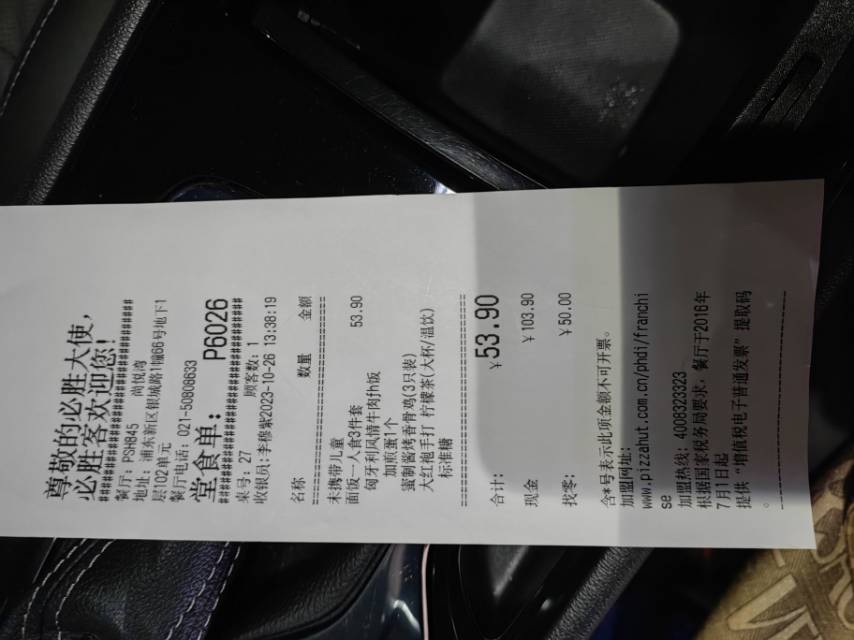 尊敬的必胜大使，
必胜客欢迎您！
##############################
餐厅：PSH845 尚悦湾
地址：浦东新区银城路1幢66号地下1
层102单元
餐厅电话：021-50808633
堂食单： P6026
##############################
桌号：27 顾客数：1
收银员:李穆紫2023-10-26 13:38:19
名称 数量 金额
==============================
未携带儿童
面饭一人食3件套 53.90
匈牙利风情牛肉焗饭
加煎蛋1个
蜜制酱烤香骨鸡(3只装)
大红袍手打 柠檬茶(大杯/温饮)
标准糖
==============================
合计： ¥53.90
现金 ¥103.90
找零： ¥50.00
含*号表示此项金额不可开票。
加盟网址：
www.pizzahut.com.cn/phdi/franchi
se
加盟热线：4008323323
根据国家税务局要求，餐厅于2016年
7月1日起
提供“增值税电子普通发票”提取码
。
------------------------------